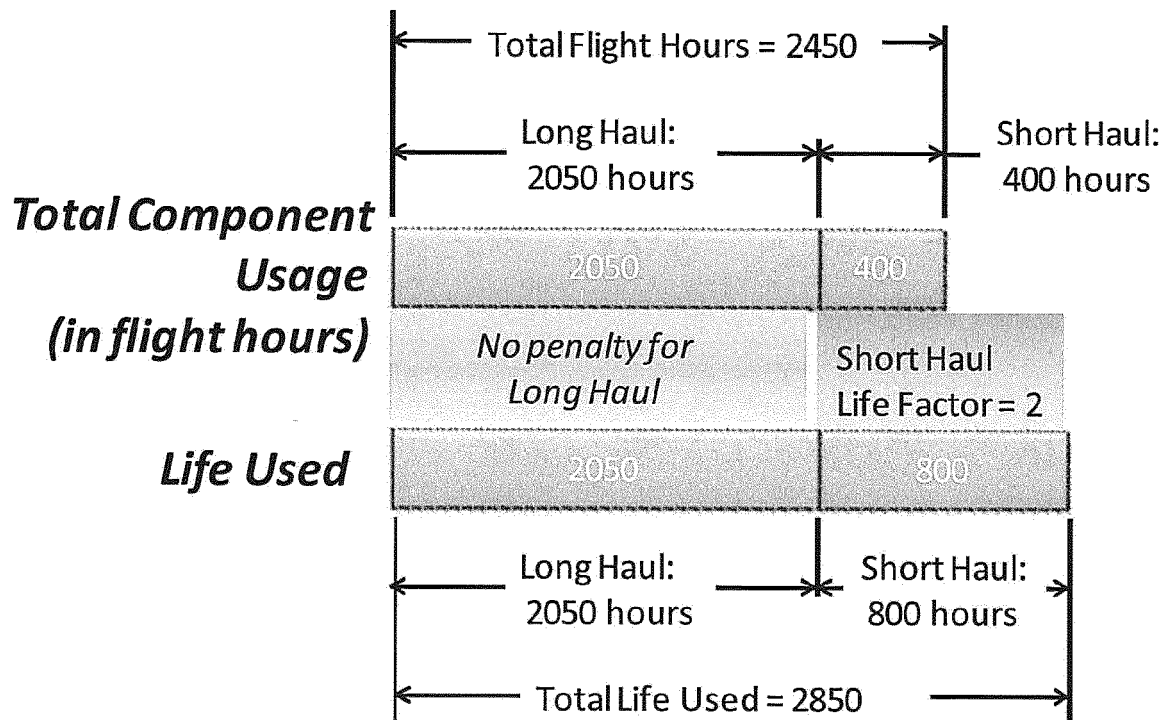 Total Flight Hours = 2450
Long Haul:
2050 hours
Short Haul:
400 hours
Total Component
Usage
(in flight hours)
2050
400
No penalty for
Long Haul
Short Haul
Life Factor = 2
Life Used
2050
800
Long Haul:
2050 hours
Short Haul:
800 hours
Total Life Used = 2850